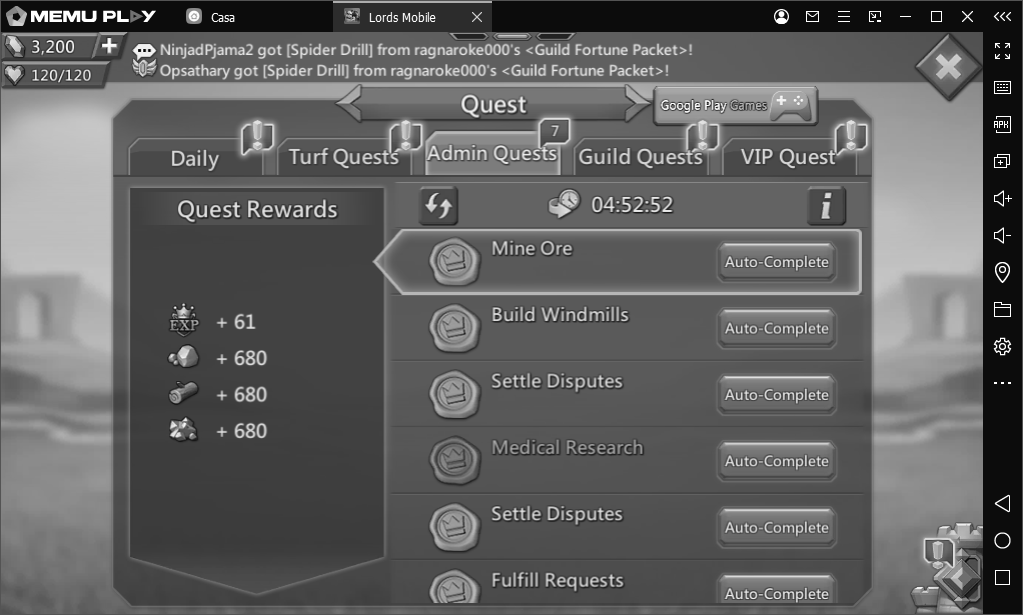 MEMU PLAY
Casa
Lords Mobile
3,200
120/120
NinjadPjama2 got [Spider Drill] from ragnaroke000's <Guild Fortune Packet>!
Opsathary got [Spider Drill] from ragnaroke000's <Guild Fortune Packet>!
Quest
Google Play Games
Daily
Turf Quests
Admin Quests
7
Guild Quests
VIP Quest
Quest Rewards
04:52:52
i
Mine Ore
Auto-Complete
Build Windmills
Auto-Complete
EXP + 61
+ 680
+ 680
+ 680
Settle Disputes
Auto-Complete
Medical Research
Auto-Complete
Settle Disputes
Auto-Complete
Fulfill Requests
Auto-Complete
APK